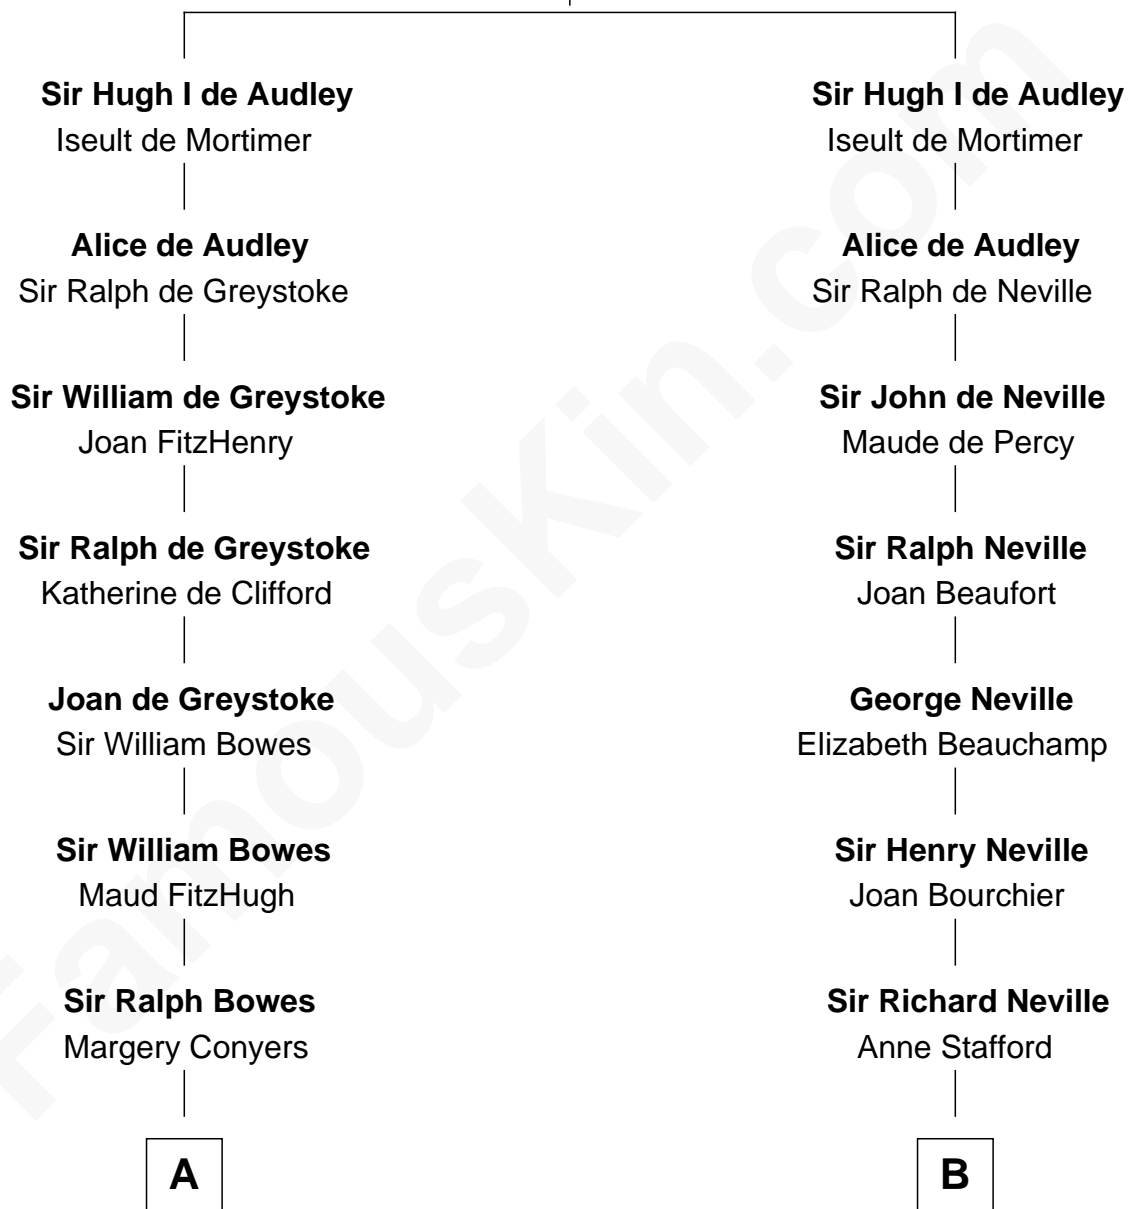 Sir Hugh I de Audley
Iseult de Mortimer
Alice de Audley
Sir Ralph de Greystoke
Sir William de Greystoke
Joan FitzHenry
Sir Ralph de Greystoke
Katherine de Clifford
Joan de Greystoke
Sir William Bowes
Sir William Bowes
Maud FitzHugh
Sir Ralph Bowes
Margery Conyers
A
Sir Hugh I de Audley
Iseult de Mortimer
Alice de Audley
Sir Ralph de Neville
Sir John de Neville
Maude de Percy
Sir Ralph Neville
Joan Beaufort
George Neville
Elizabeth Beauchamp
Sir Henry Neville
Joan Bourchier
Sir Richard Neville
Anne Stafford
B
FamousKin.com